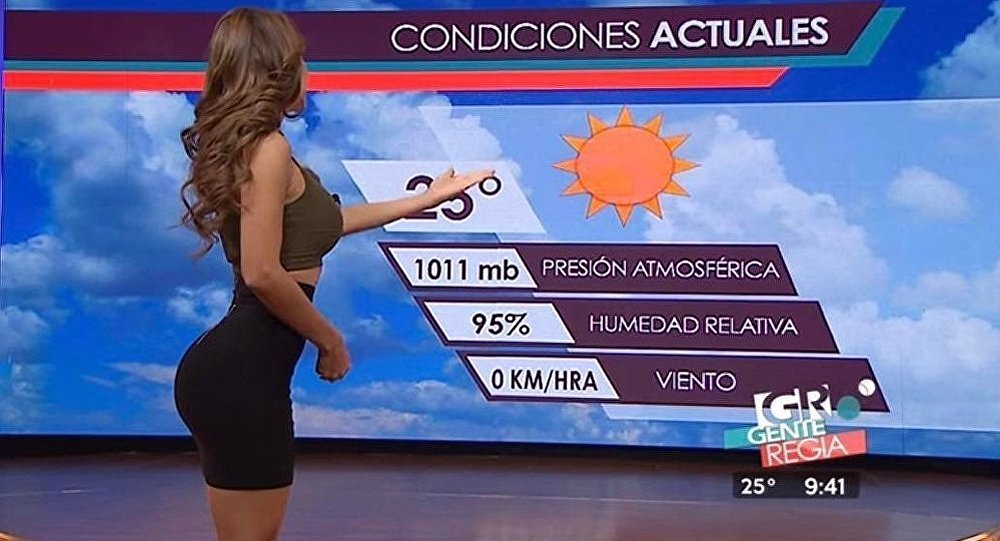 CONDICIONES ACTUALES
23°
1011 mb PRESIÓN ATMOSFÉRICA
95% HUMEDAD RELATIVA
0 KM/HRA VIENTO
GR
GENTE
REGIA
25° 9:41